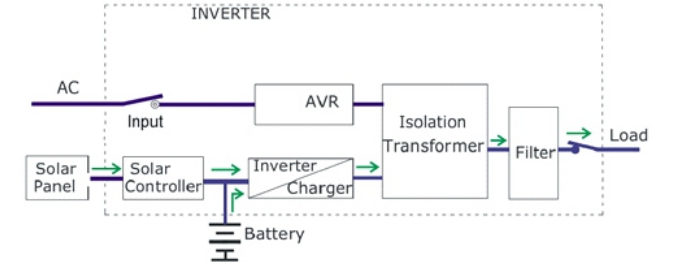 INVERTER
AC
Input
AVR
Isolation
Transformer
Filter
Load
Solar
Panel
Solar
Controller
Inverter
Charger
Battery